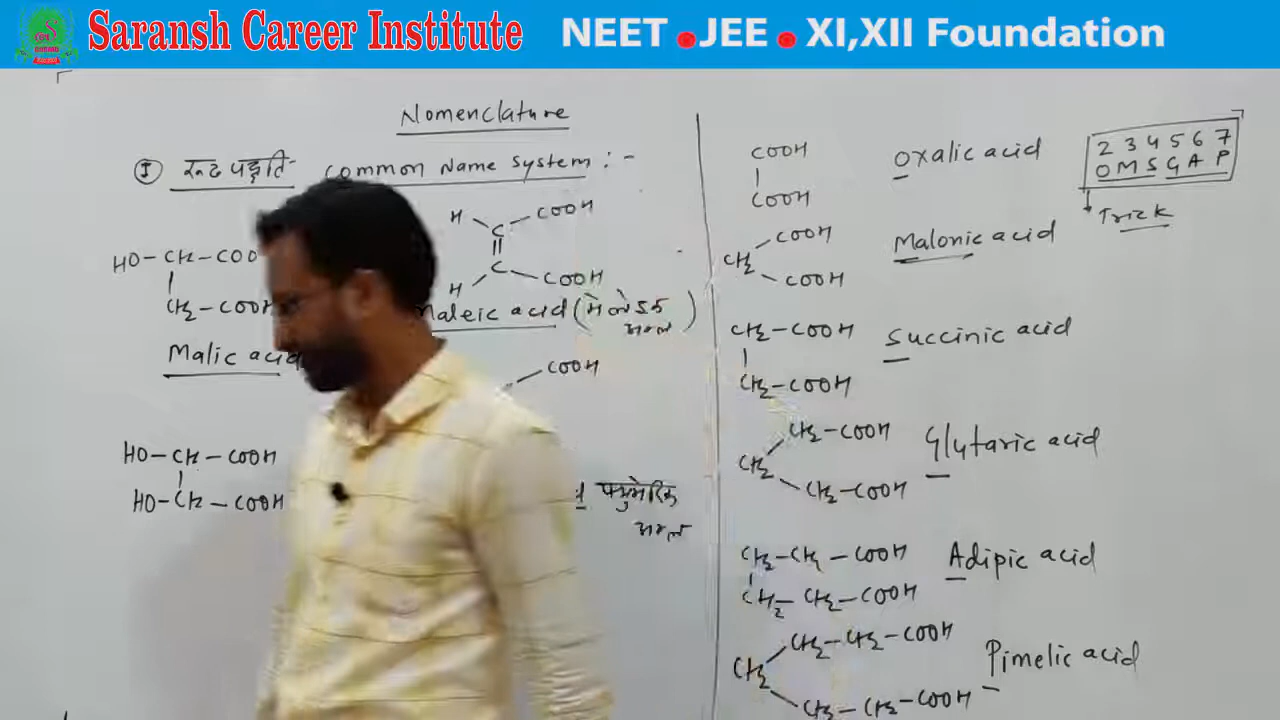 Saransh Career Institute
NEET . JEE . XI,XII Foundation
Nomenclature
I रूढ पद्धति Common Name System : -
HO-CH-COO
CH2-COOH
Malic acid
H COOH
C
||
C
H COOH
Maleic acid (मेलेइक अम्ल)
HO-CH-COOH
HO-CH-COOH
COOH
फ्युमेरिक
अम्ल
COOH
COOH
Oxalic acid
2 3 4 5 6 7
O M S G A P
Trick
COOH
CH2
COOH
Malonic acid
CH2-COOH
CH2-COOH
Succinic acid
CH2-COOH
CH2
CH2-COOH
Glutaric acid
CH2-CH2-COOH
CH2-CH2-COOH
Adipic acid
CH2-CH2-COOH
CH2
CH2-CH2-COOH
Pimelic acid